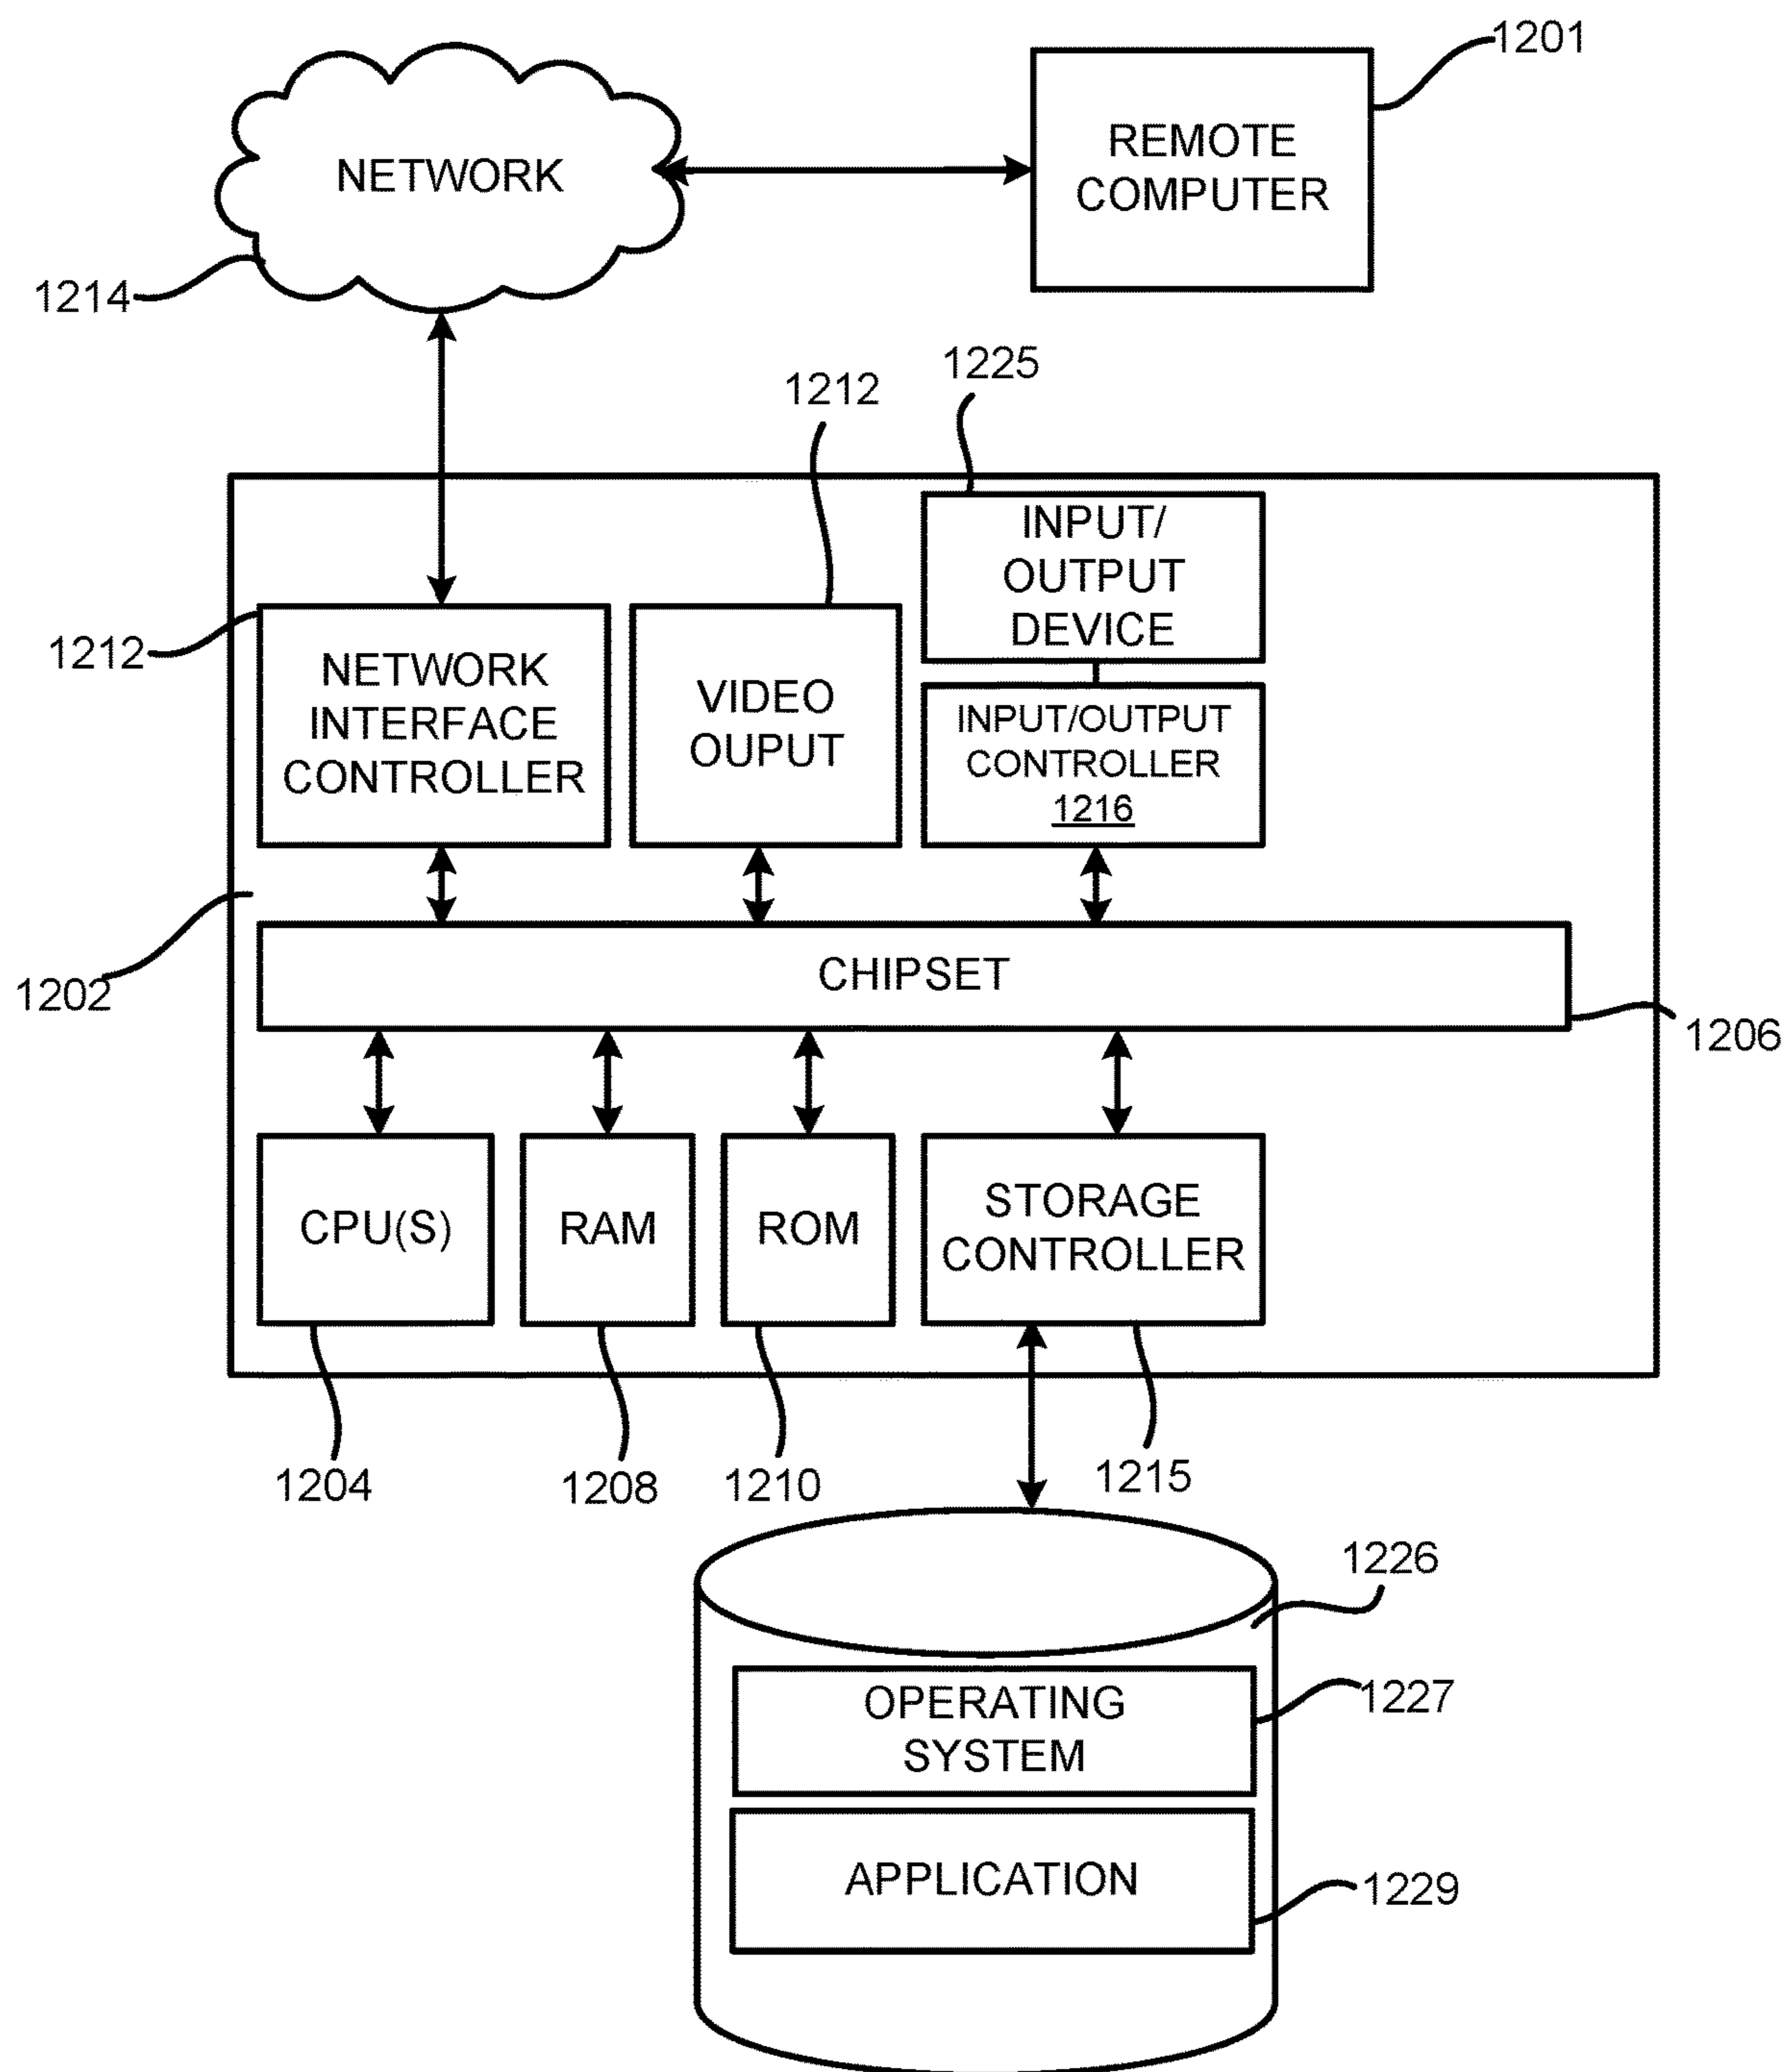 1201
NETWORK
REMOTE
COMPUTER
1214
1225
1212
INPUT/
OUTPUT
DEVICE
1212
NETWORK
INTERFACE
CONTROLLER
VIDEO
OUPUT
INPUT/OUTPUT
CONTROLLER
1216
1202
CHIPSET
1206
CPU(S)
RAM
ROM
STORAGE
CONTROLLER
1204
1208
1210
1215
1226
OPERATING
SYSTEM
1227
APPLICATION
1229